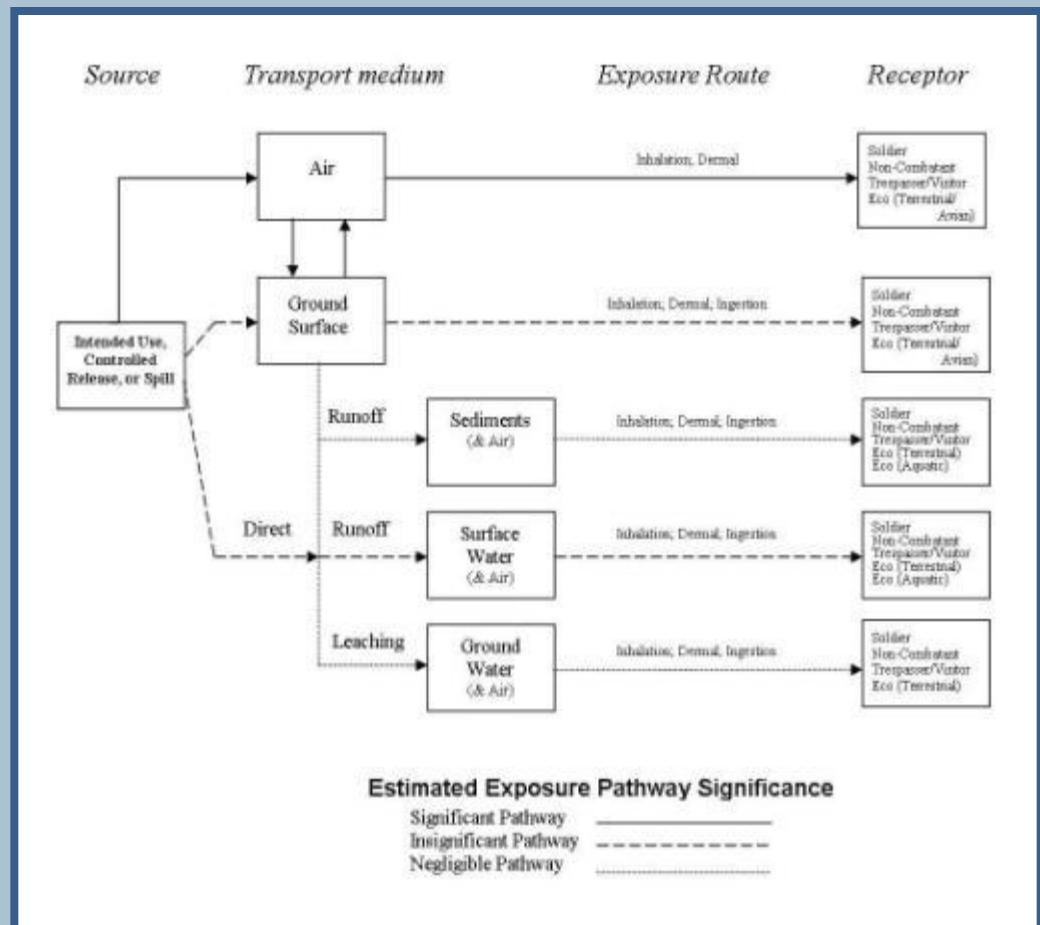 Source
Transport medium
Exposure Route
Receptor
Air
Inhalation; Dermal
Soldier
Non-Combatant
Trespasser/Visitor
Eco (Terrestrial/
Avian)
Intended Use,
Controlled
Release, or Spill
Ground
Surface
Inhalation; Dermal; Ingestion
Soldier
Non-Combatant
Trespasser/Visitor
Eco (Terrestrial/
Avian)
Runoff
Sediments
(& Air)
Inhalation; Dermal; Ingestion
Soldier
Non-Combatant
Trespasser/Visitor
Eco (Terrestrial)
Eco (Aquatic)
Direct
Runoff
Surface
Water
(& Air)
Inhalation; Dermal; Ingestion
Soldier
Non-Combatant
Trespasser/Visitor
Eco (Terrestrial)
Eco (Aquatic)
Leaching
Ground
Water
(& Air)
Inhalation; Dermal; Ingestion
Soldier
Non-Combatant
Trespasser/Visitor
Eco (Terrestrial)
Estimated Exposure Pathway Significance
Significant Pathway
Insignificant Pathway
Negligible Pathway